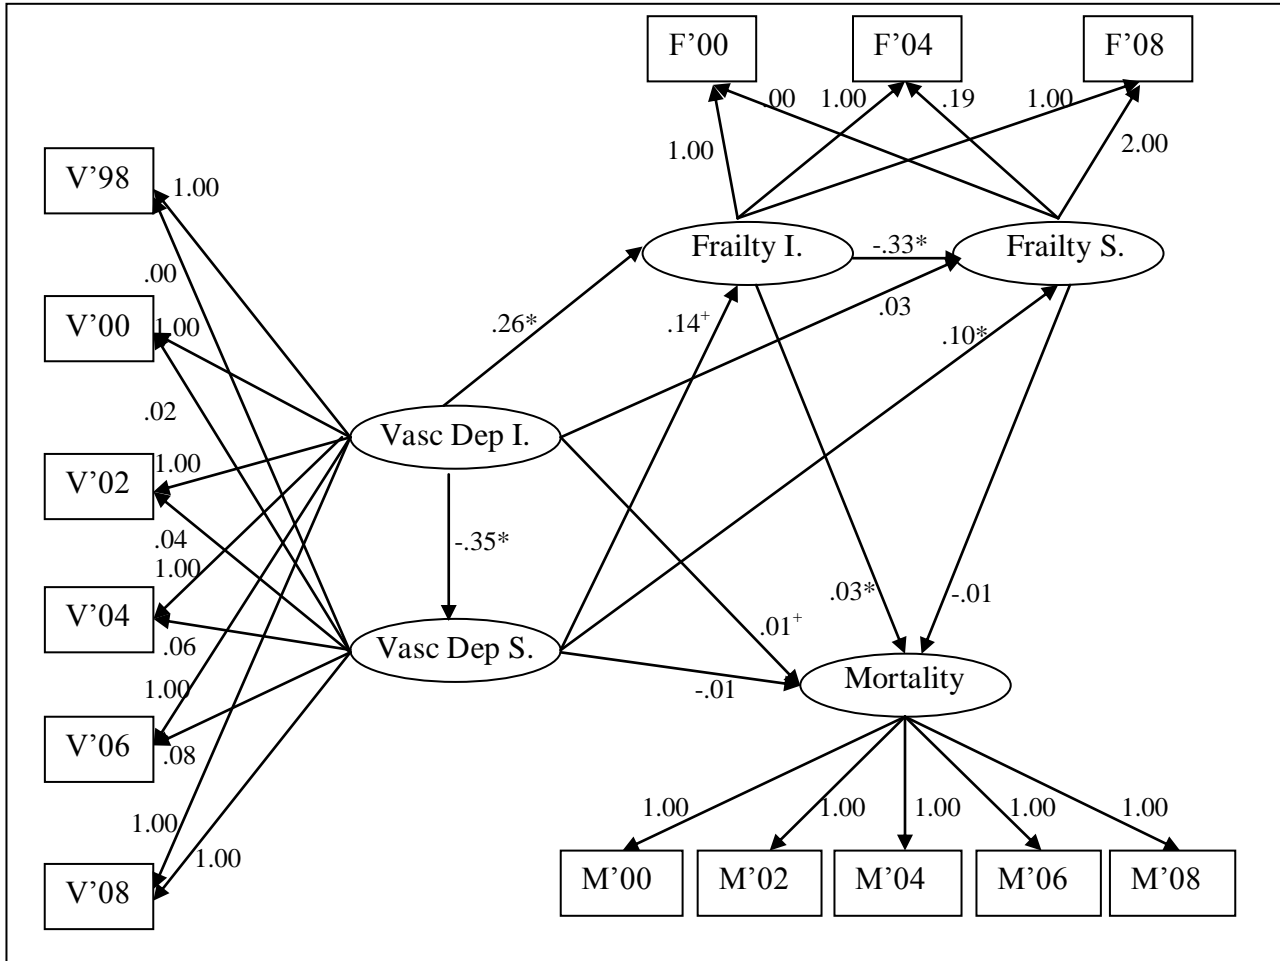 F’00 F’04 F’08
.00 1.00 .19 1.00
1.00 2.00
V’98 1.00
Frailty I. -.33* Frailty S.
.00
.03
V’00 1.00 .26* .14⁺ .10*
.02
Vasc Dep I.
V’02 1.00
.04 -.35*
1.00
V’04 .03* -.01
.06 .01⁺
Vasc Dep S.
1.00 -.01 Mortality
V’06
.08
1.00 1.00 1.00 1.00 1.00 1.00
1.00
V’08 M’00 M’02 M’04 M’06 M’08